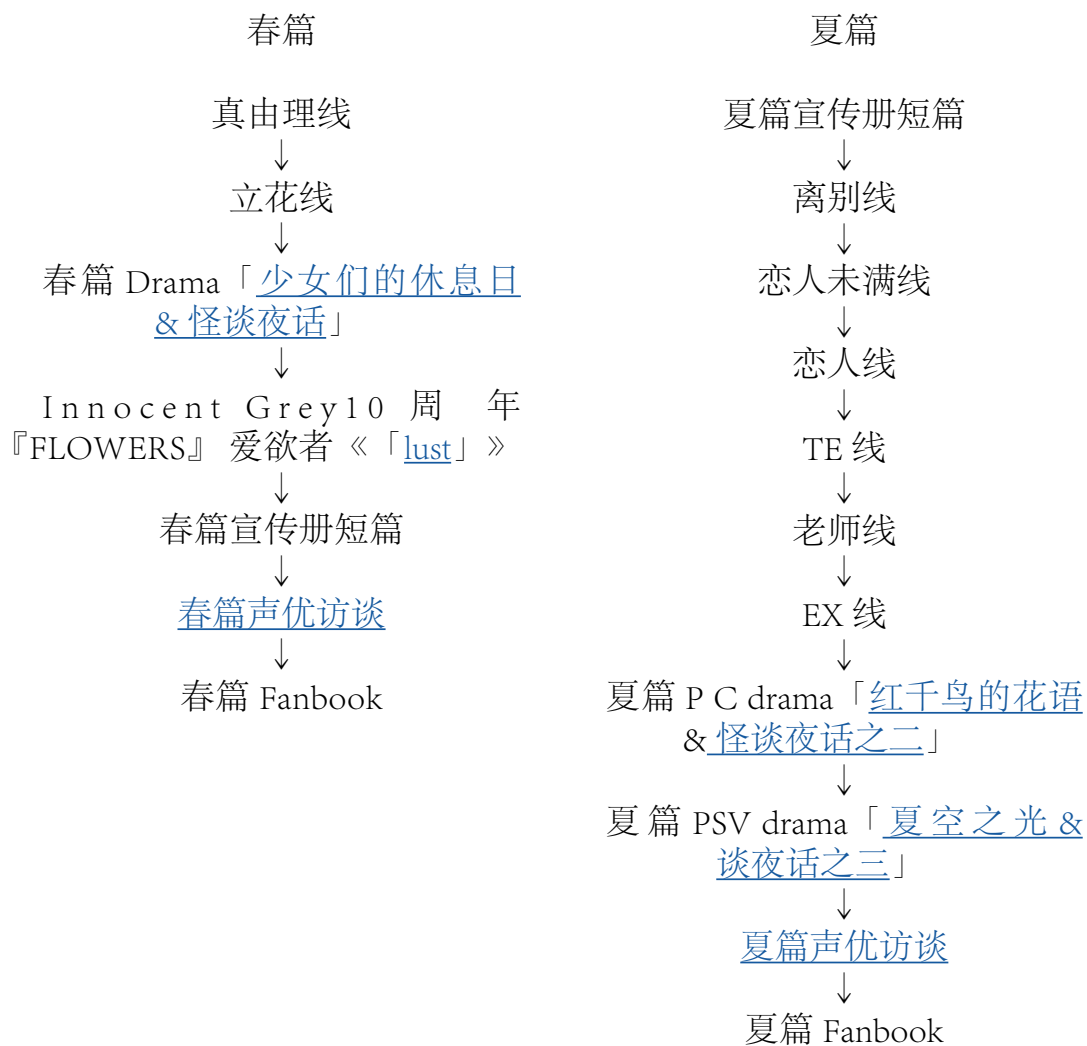 春篇
真由理线
↓
立花线
↓
春篇 Drama「少女们的休息日
& 怪谈夜话」
↓
Innocent Grey10 周 年
『FLOWERS』 爱欲者《「lust」》
↓
春篇宣传册短篇
↓
春篇声优访谈
↓
春篇 Fanbook
夏篇
夏篇宣传册短篇
↓
离别线
↓
恋人未满线
↓
恋人线
↓
TE 线
↓
老师线
↓
EX 线
↓
夏篇 P C drama「红千鸟的花语
& 怪谈夜话之二」
↓
夏 篇 PSV drama「 夏 空 之 光 &
谈夜话之三」
↓
夏篇声优访谈
↓
夏篇 Fanbook